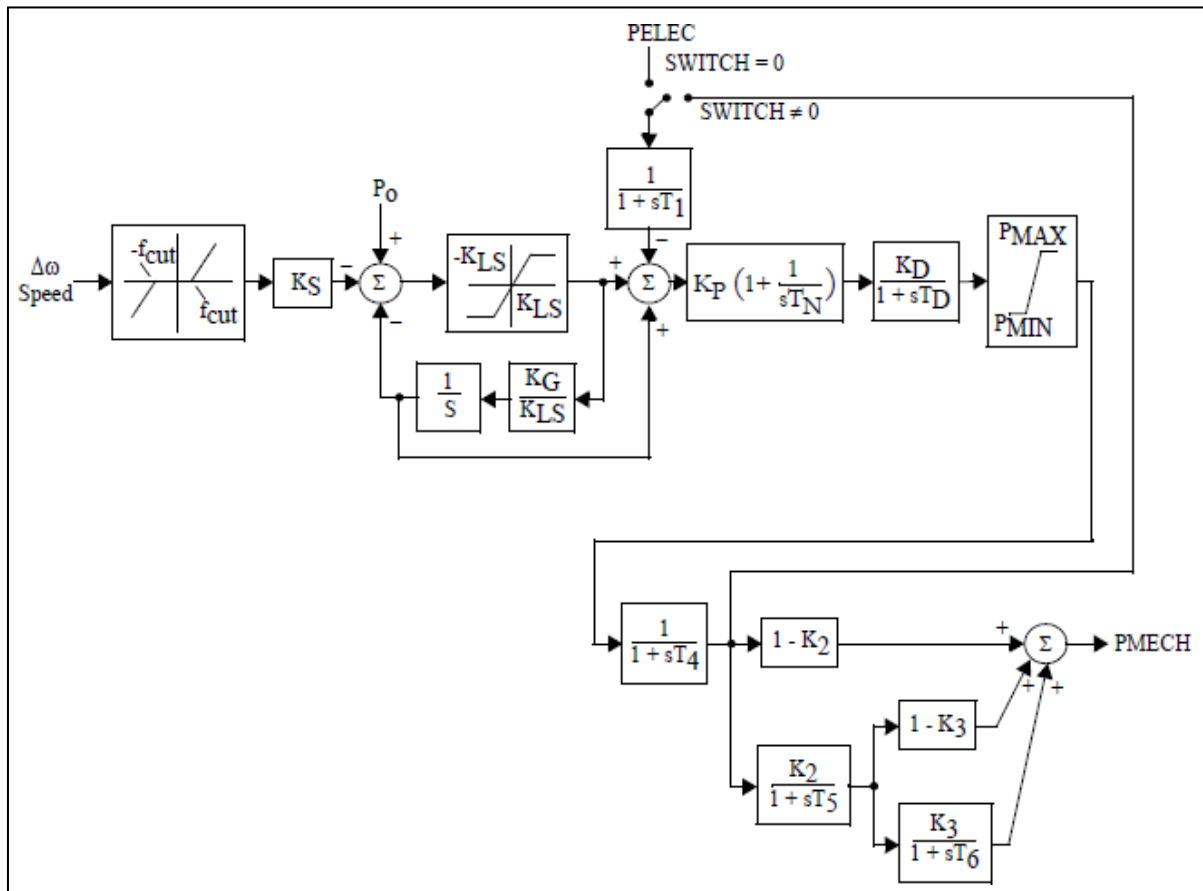 PELEC
SWITCH = 0
SWITCH ≠ 0
1
1 + sT1
Po
Δω
Speed
-fcut
fcut
KS
−
+
Σ
−
-KLS
KLS
+
−
Σ
+
KP (1+ 1
sTN)
KD
1 + sTD
PMAX
PMIN
1
S
KG
KLS
1
1 + sT4
1 - K2
+
Σ
PMECH
+
+
1 - K3
K2
1 + sT5
K3
1 + sT6